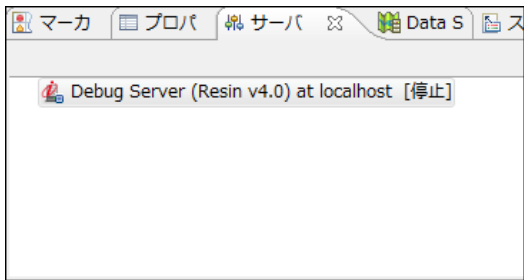 マーカ プロパ サーバ Data S ス
Debug Server (Resin v4.0) at localhost [停止]